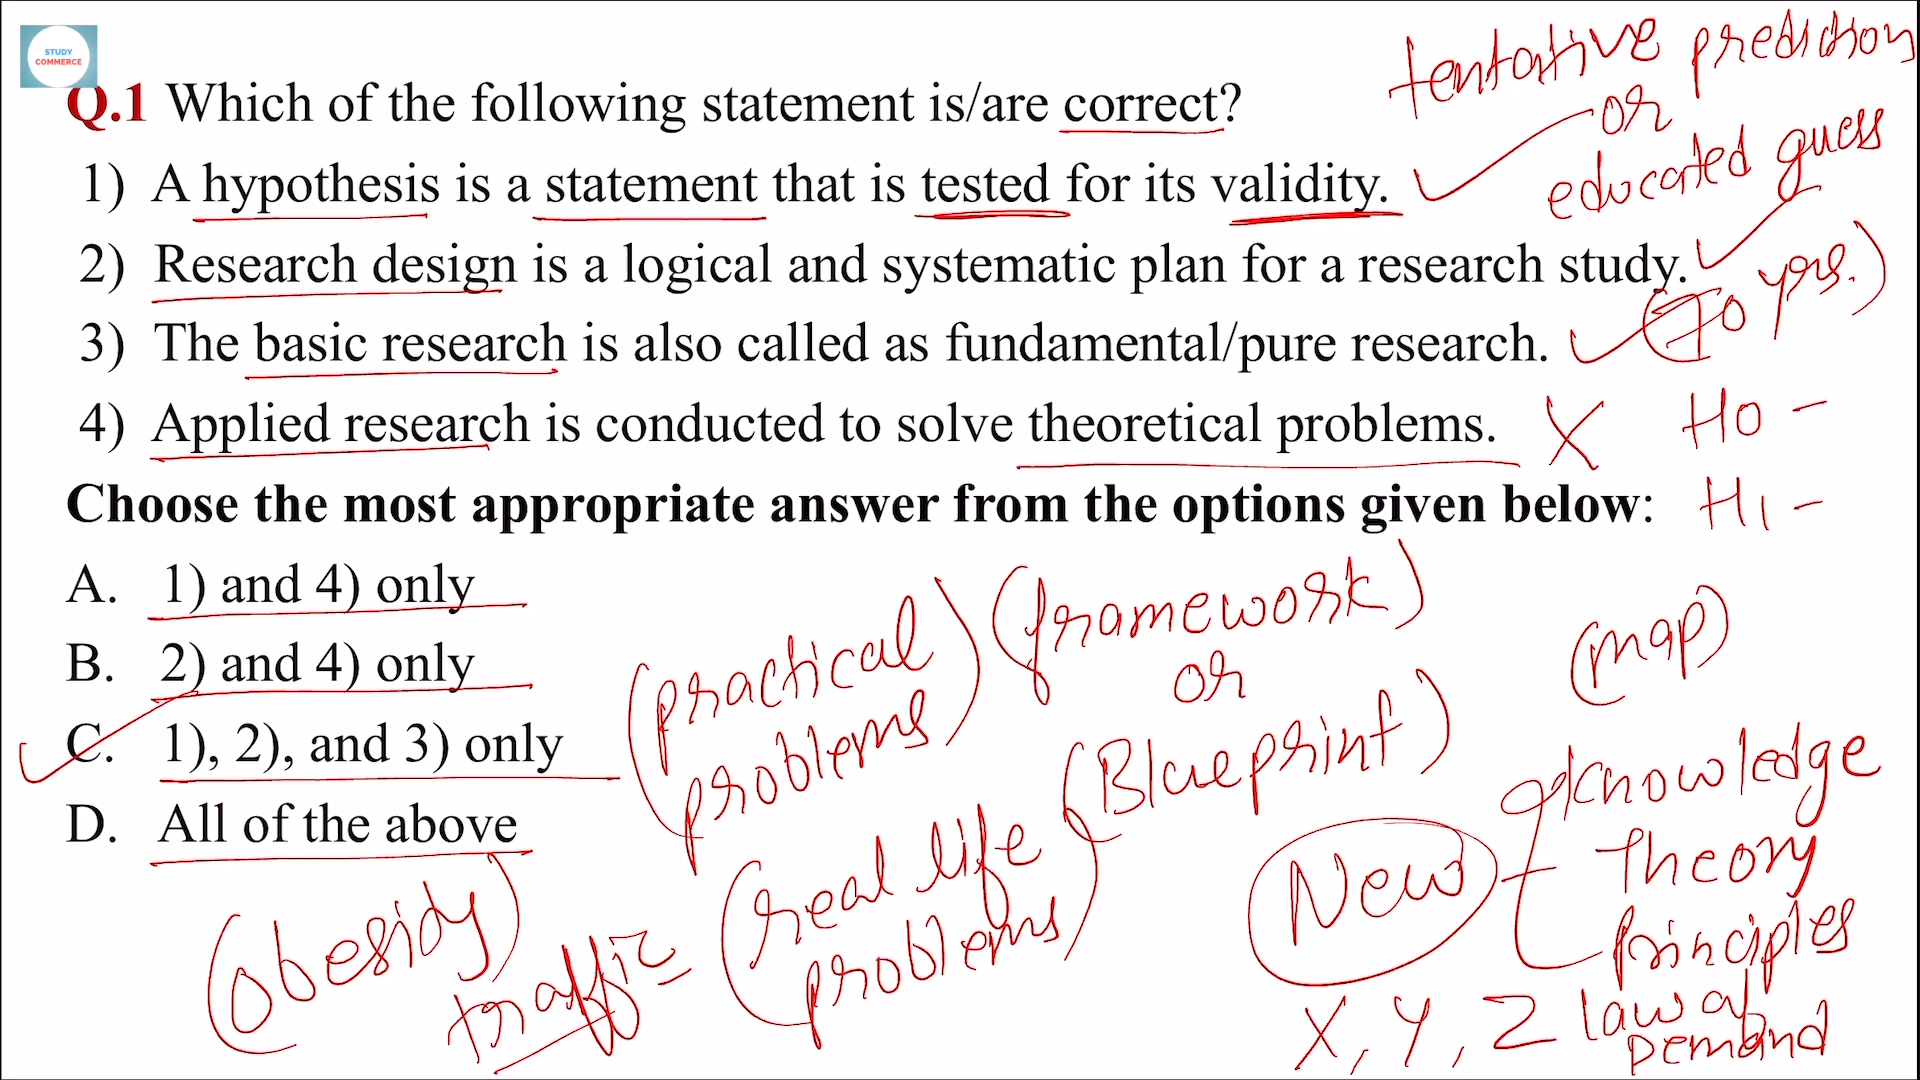 STUDY
COMMERCE
Q.1 Which of the following statement is/are correct?
1) A hypothesis is a statement that is tested for its validity.
2) Research design is a logical and systematic plan for a research study.
3) The basic research is also called as fundamental/pure research.
4) Applied research is conducted to solve theoretical problems.
Choose the most appropriate answer from the options given below:
A. 1) and 4) only
B. 2) and 4) only
C. 1), 2), and 3) only
D. All of the above
tentative prediction
or
educated guess
(70 yrs.)
X
H0 -
H1 -
(practical
problems)
(framework)
or
(Blueprint)
(map)
(obesidy)
traffic
(real life
problems)
New
knowledge
Theory
principles
X, Y, Z
law of
Demand